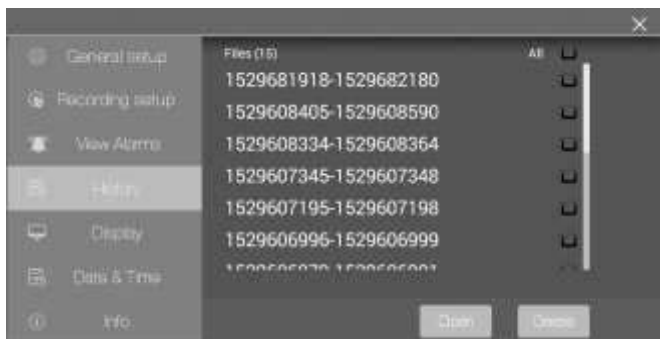 General setup
Recording setup
View Alarms
History
Display
Date & Time
Info
Files (15)
All
1529681918-1529682180
1529608405-1529608590
1529608334-1529608364
1529607345-1529607348
1529607195-1529607198
1529606996-1529606999
Open
Delete